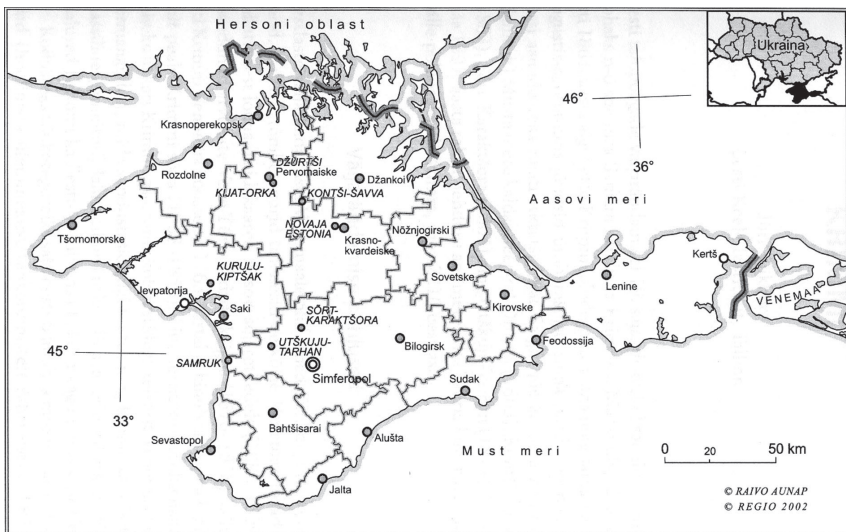 Hersoni oblast
Ukraina
46°
36°
Krasnoperekopsk
Rozdolne
DŽURTŠI
Pervomaiske
KIJAT-ORKA
KONTŠI-ŠAVVA
Džankoi
Aasovi meri
Tšornomorske
NOVAJA
ESTONIA
Krasno-
kvardeiske
Nõžnjogirski
Kertš
KURULU-
KIPTŠAK
Sovetske
Lenine
VENEMAA
Jevpatorija
Saki
Kirovske
SÕRT-
KARAKTŠORA
45°
UTŠKUJU-
TARHAN
Bilogirsk
Feodossija
SAMRUK
Simferopol
Sudak
33°
Bahtšisarai
Alušta
Sevastopol
Must meri
0 50 km
Jalta
© RAIVO AUNAP
© REGIO 2002